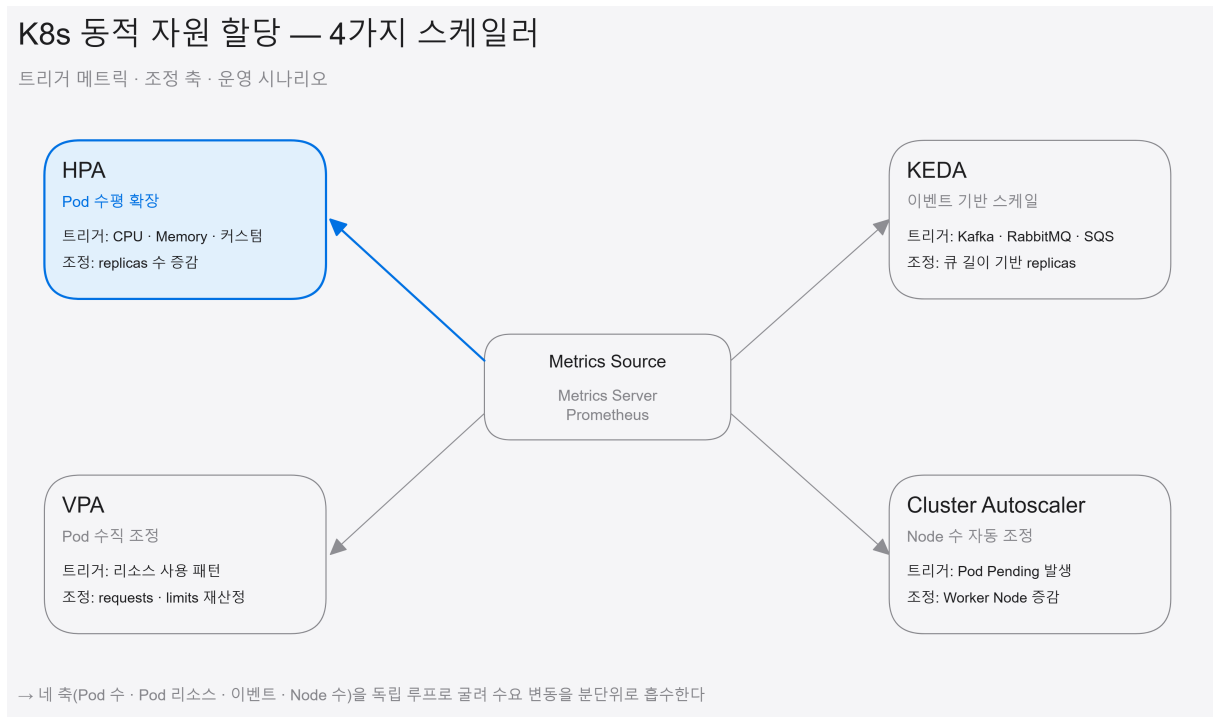 K8s 동적 자원 할당 — 4가지 스케일러
트리거 메트릭 · 조정 축 · 운영 시나리오
HPA
Pod 수평 확장
트리거: CPU · Memory · 커스텀
조정: replicas 수 증감
KEDA
이벤트 기반 스케일
트리거: Kafka · RabbitMQ · SQS
조정: 큐 길이 기반 replicas
Metrics Source
Metrics Server
Prometheus
VPA
Pod 수직 조정
트리거: 리소스 사용 패턴
조정: requests · limits 재산정
Cluster Autoscaler
Node 수 자동 조정
트리거: Pod Pending 발생
조정: Worker Node 증감
→ 네 축(Pod 수 · Pod 리소스 · 이벤트 · Node 수)을 독립 루프로 굴려 수요 변동을 분단위로 흡수한다